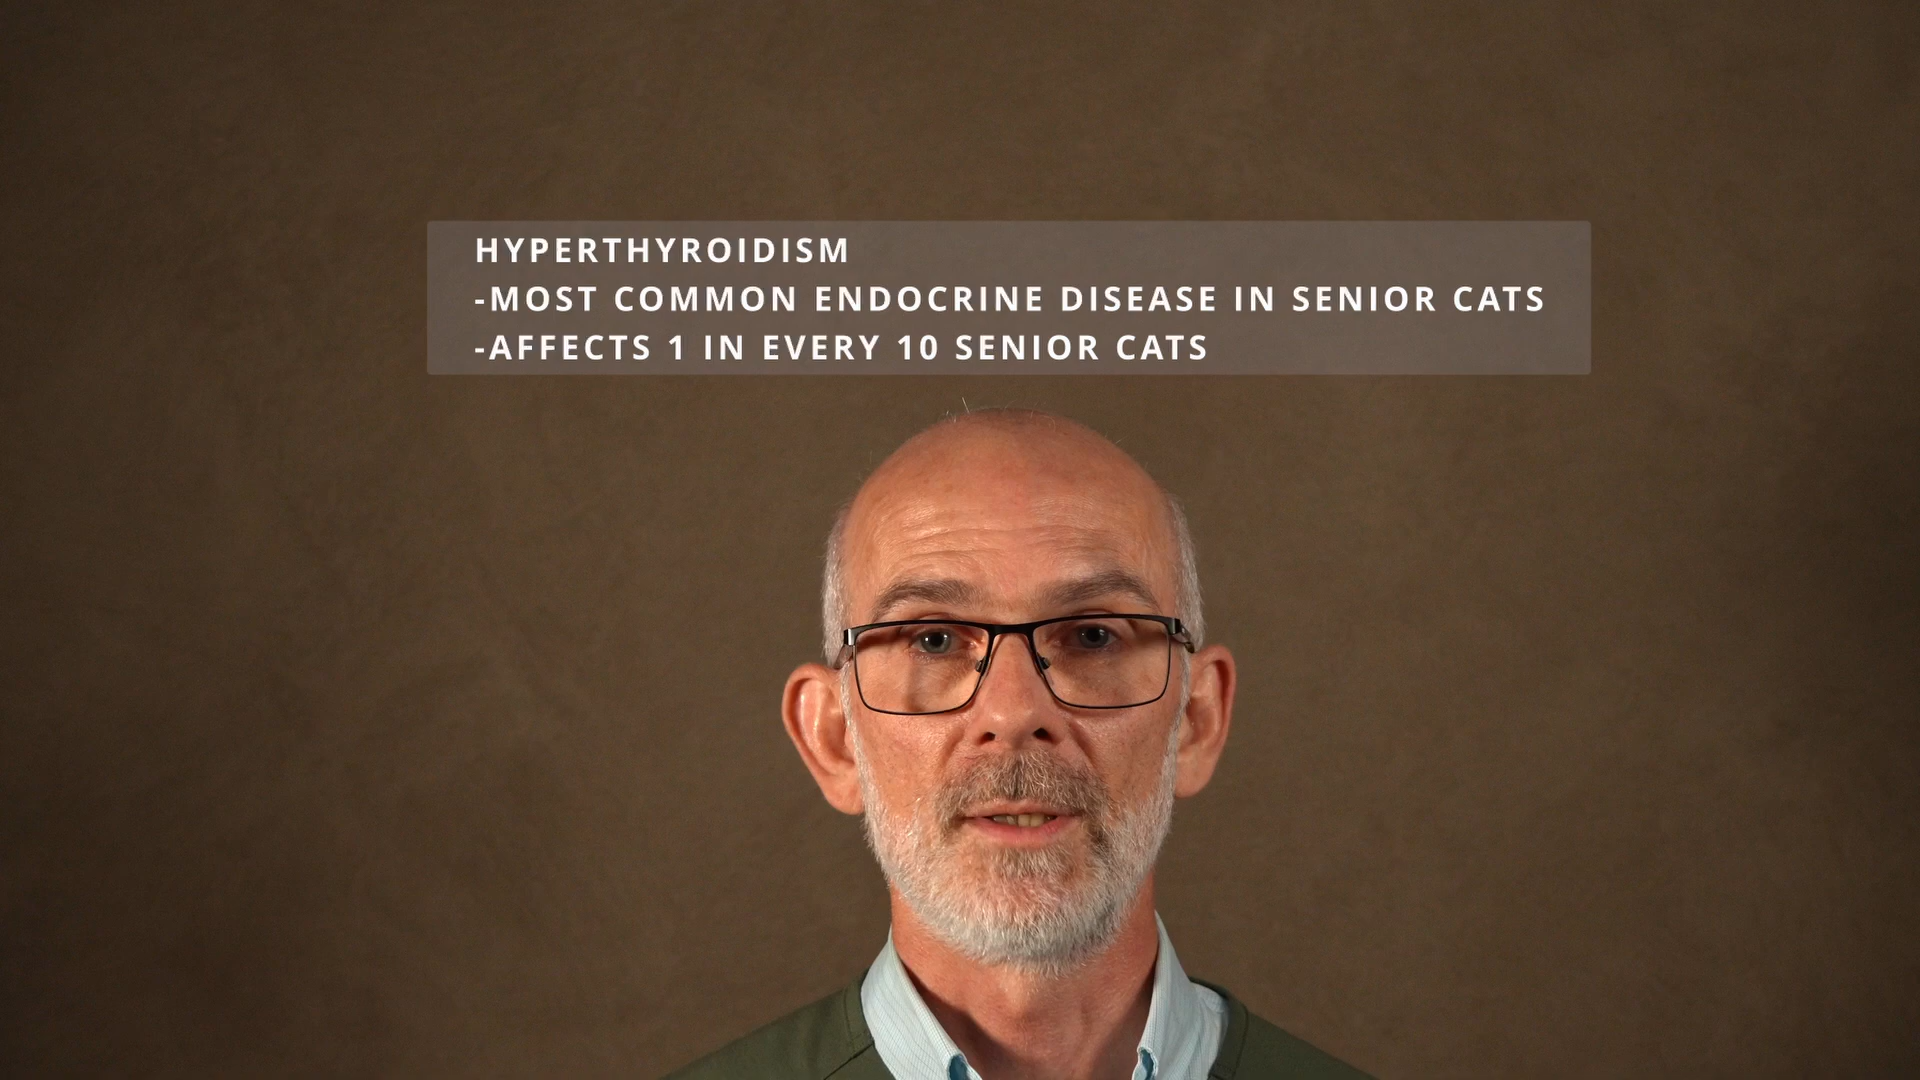 HYPERTHYROIDISM
-MOST COMMON ENDOCRINE DISEASE IN SENIOR CATS
-AFFECTS 1 IN EVERY 10 SENIOR CATS